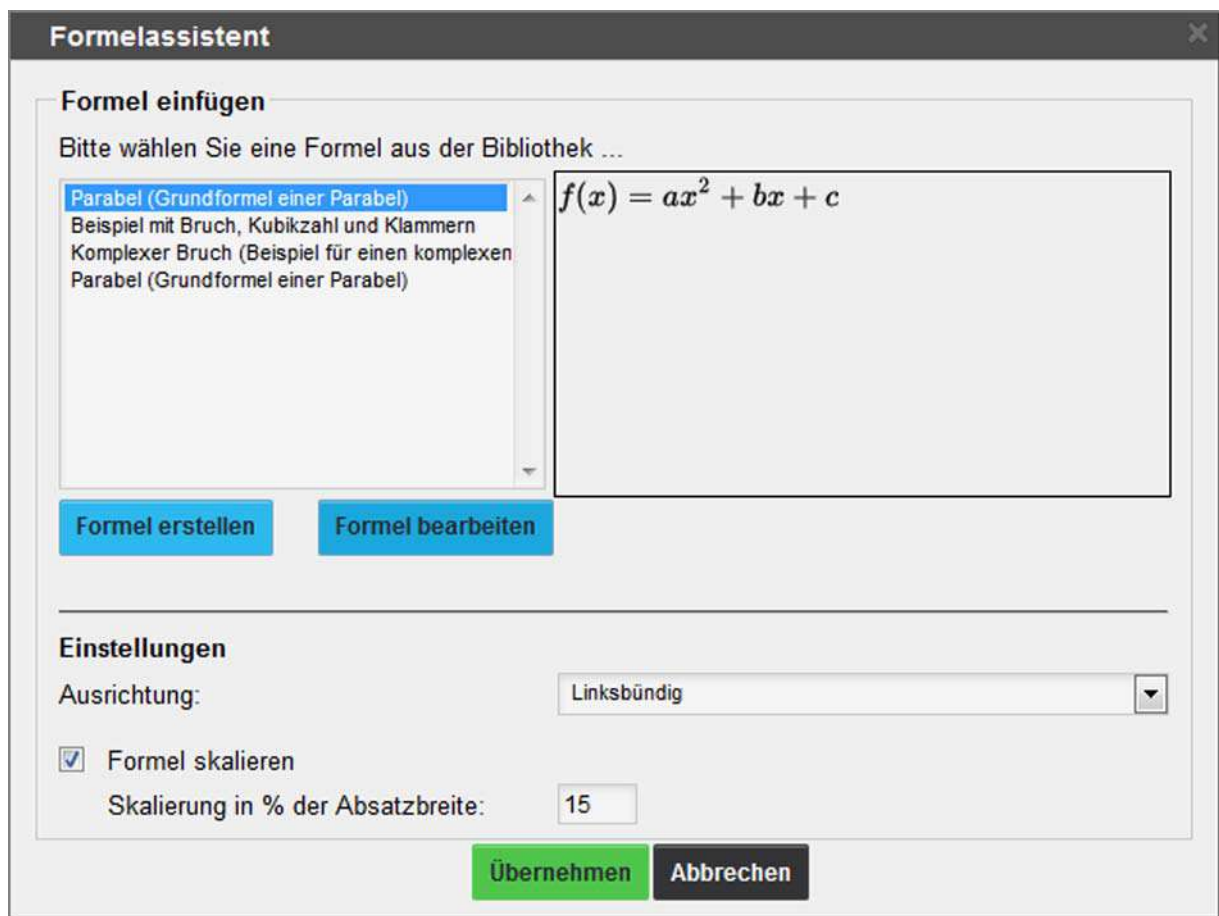 Formelassistent
Formel einfügen
Bitte wählen Sie eine Formel aus der Bibliothek ...
Parabel (Grundformel einer Parabel)
Beispiel mit Bruch, Kubikzahl und Klammern
Komplexer Bruch (Beispiel für einen komplexen
Parabel (Grundformel einer Parabel)
f(x) = ax² + bx + c
Formel erstellen
Formel bearbeiten
Einstellungen
Ausrichtung:
Linksbündig
Formel skalieren
Skalierung in % der Absatzbreite:
15
Übernehmen
Abbrechen